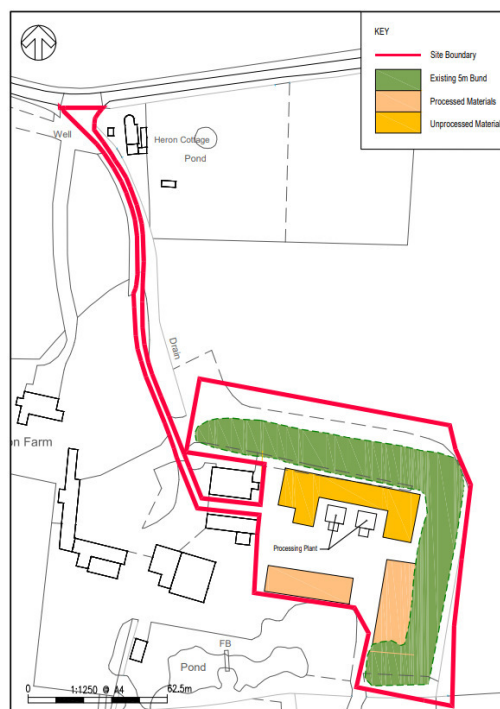 KEY
Site Boundary
Existing 5m Bund
Processed Materials
Unprocessed Material
Well
Heron Cottage
Pond
Drain
on Farm
Processing Plant
FB
Pond
0 1:1250 @ A4 62.5m